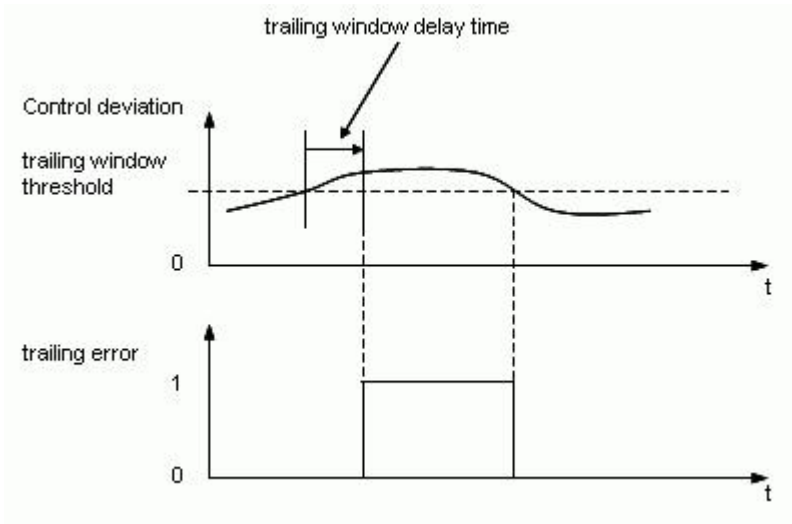 trailing window delay time
Control deviation
trailing window
threshold
0
t
trailing error
1
0
t